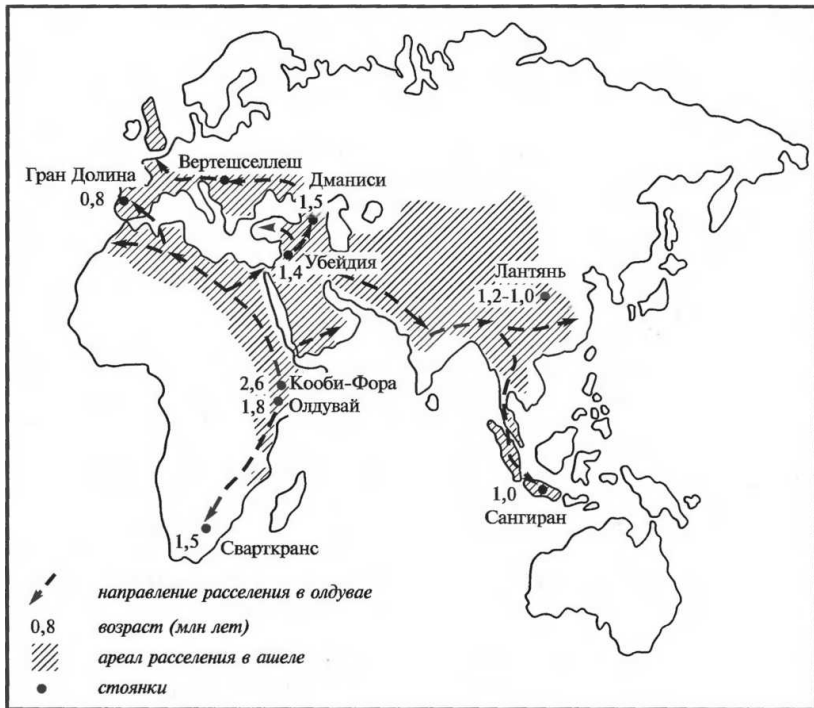 Гран Долина
0,8
Вертешселлеш
Дманиси
1,5
Убейдия
1,4
Лантянь
1,2-1,0
2,6
Кооби-Фора
1,8
Олдувай
1,0
Сангиран
1,5
Сварткранс
направление расселения в олдувае
0,8 возраст (млн лет)
ареал расселения в ашеле
стоянки